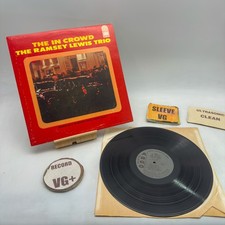 THE IN CROWD
THE RAMSEY LEWIS TRIO
SLEEVE
VG
ULTRASONIC
CLEAN
RECORD
VG+